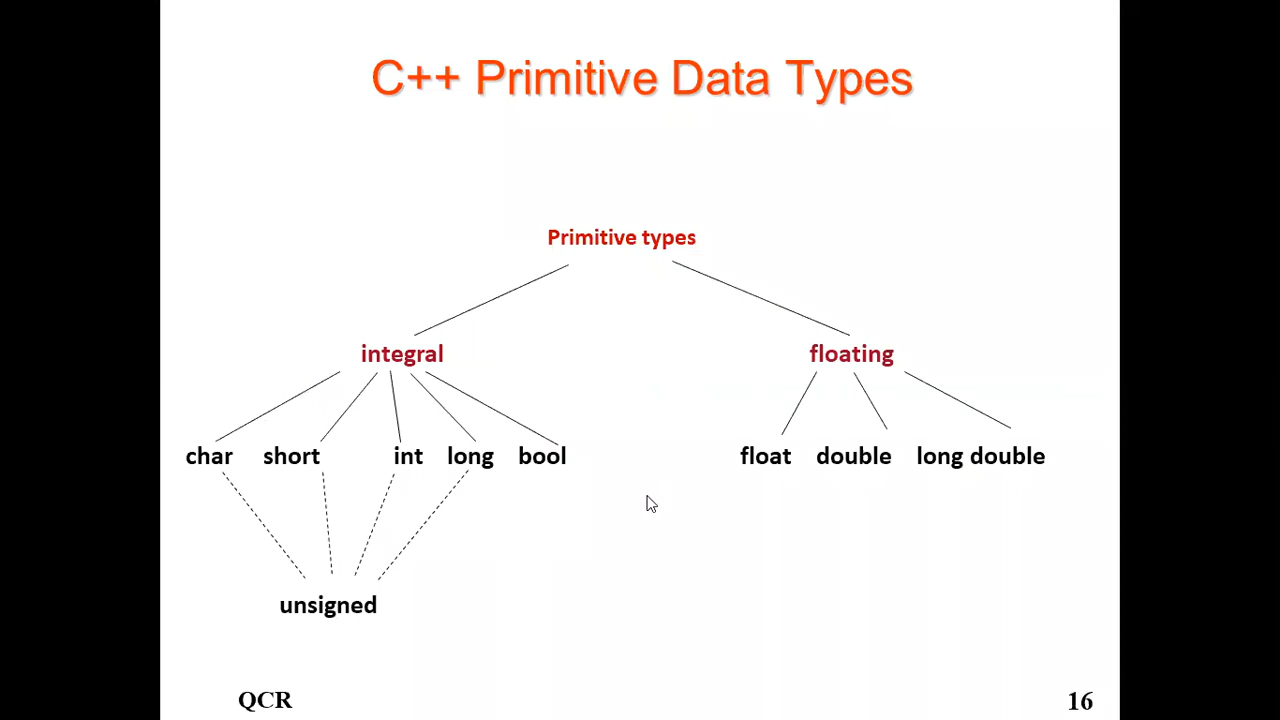 C++ Primitive Data Types
Primitive types
integral floating
char short int long bool float double long double
unsigned
QCR 16